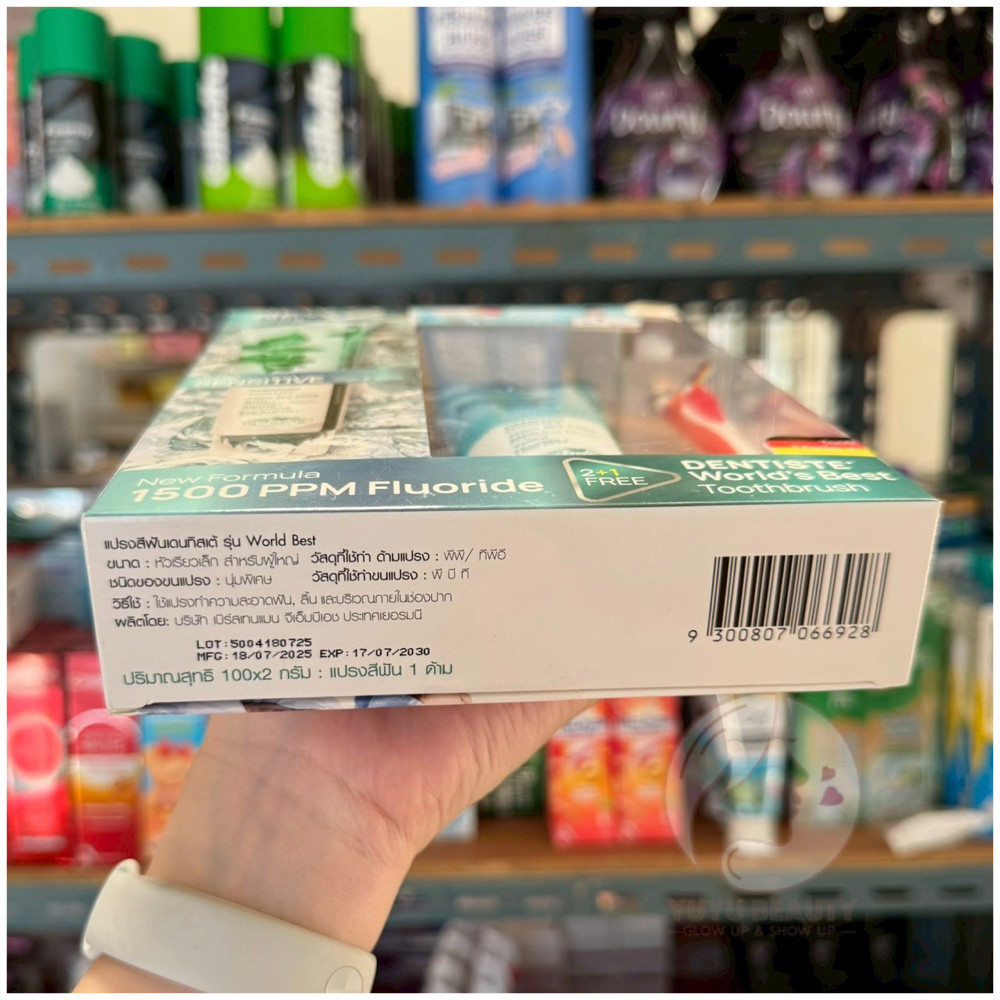 Downy
SENSITIVE
New Formula
1500 PPM Fluoride
2+1
FREE
DENTISTE'
World's Best
Toothbrush
แปรงสีฟันเดนทิสเต้ รุ่น World Best
ขนาด : หัวเรียวเล็ก สำหรับผู้ใหญ่ วัสดุที่ใช้ทำ ด้ามแปรง : พีพี/ ทีพีอี
ชนิดของขนแปรง : นุ่มพิเศษ วัสดุที่ใช้ทำขนแปรง : พี บี ที
วิธีใช้ : ใช้แปรงทำความสะอาดฟัน, ลิ้น และบริเวณภายในช่องปาก
ผลิตโดย: บริษัท เบิร์สเทนแมน จีเอ็มบีเอช ประเทศเยอรมนี
LOT:5004180725
MFG:18/07/2025 EXP:17/07/2030
ปริมาณสุทธิ 100x2 กรัม : แปรงสีฟัน 1 ด้าม
9 300807 066928
YUYU BEAUTY
GLOW UP & SHOW UP